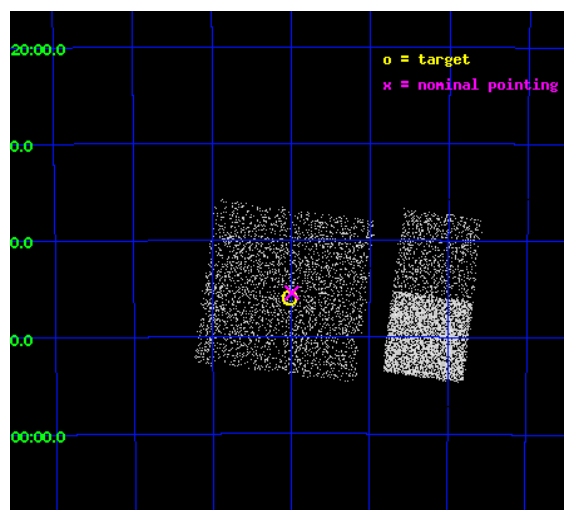 20:00.0
o = target
x = nominal pointing
0.0
0.0
0.0
00:00.0